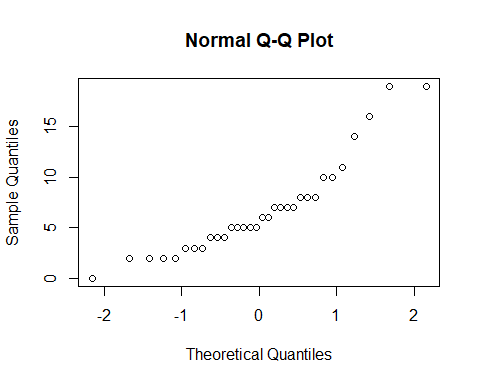 Normal Q-Q Plot
Sample Quantiles
15
10
5
0
-2 -1 0 1 2
Theoretical Quantiles